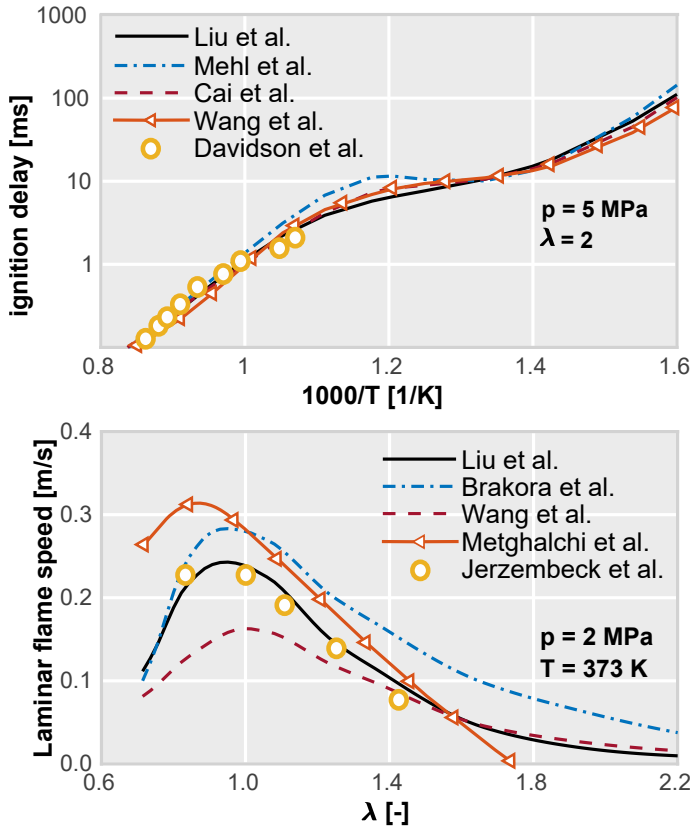 1000
100
10
1
ignition delay [ms]
Liu et al.
Mehl et al.
Cai et al.
Wang et al.
Davidson et al.
p = 5 MPa
λ = 2
0.8 1 1.2 1.4 1.6
1000/T [1/K]
0.4
0.3
0.2
0.1
0.0
Laminar flame speed [m/s]
Liu et al.
Brakora et al.
Wang et al.
Metghalchi et al.
Jerzembeck et al.
p = 2 MPa
T = 373 K
0.6 1.0 1.4 1.8 2.2
λ [-]